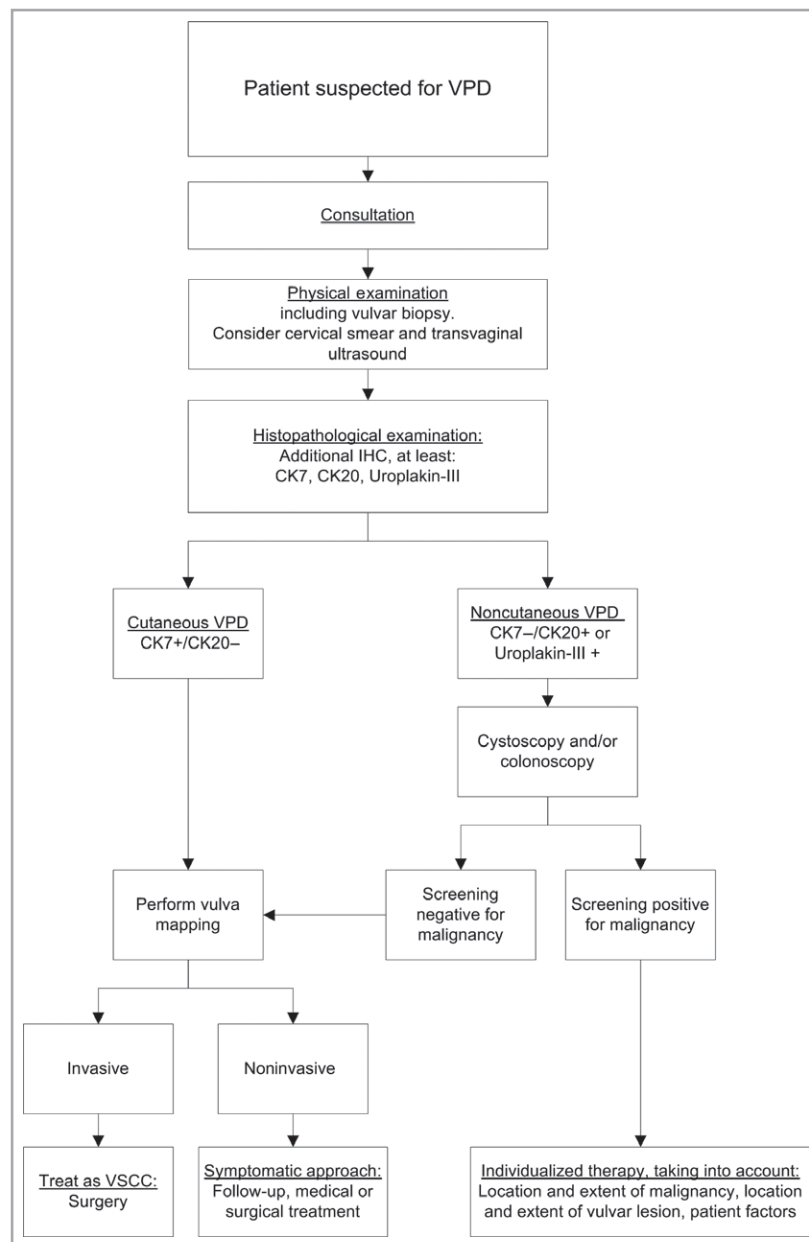 Patient suspected for VPD
Consultation
Physical examination
including vulvar biopsy.
Consider cervical smear and transvaginal
ultrasound
Histopathological examination:
Additional IHC, at least:
CK7, CK20, Uroplakin-III
Cutaneous VPD
CK7+/CK20–
Noncutaneous VPD
CK7–/CK20+ or
Uroplakin-III +
Cystoscopy and/or
colonoscopy
Perform vulva
mapping
Screening
negative for
malignancy
Screening positive
for malignancy
Invasive
Noninvasive
Treat as VSCC:
Surgery
Symptomatic approach:
Follow-up, medical or
surgical treatment
Individualized therapy, taking into account:
Location and extent of malignancy, location
and extent of vulvar lesion, patient factors